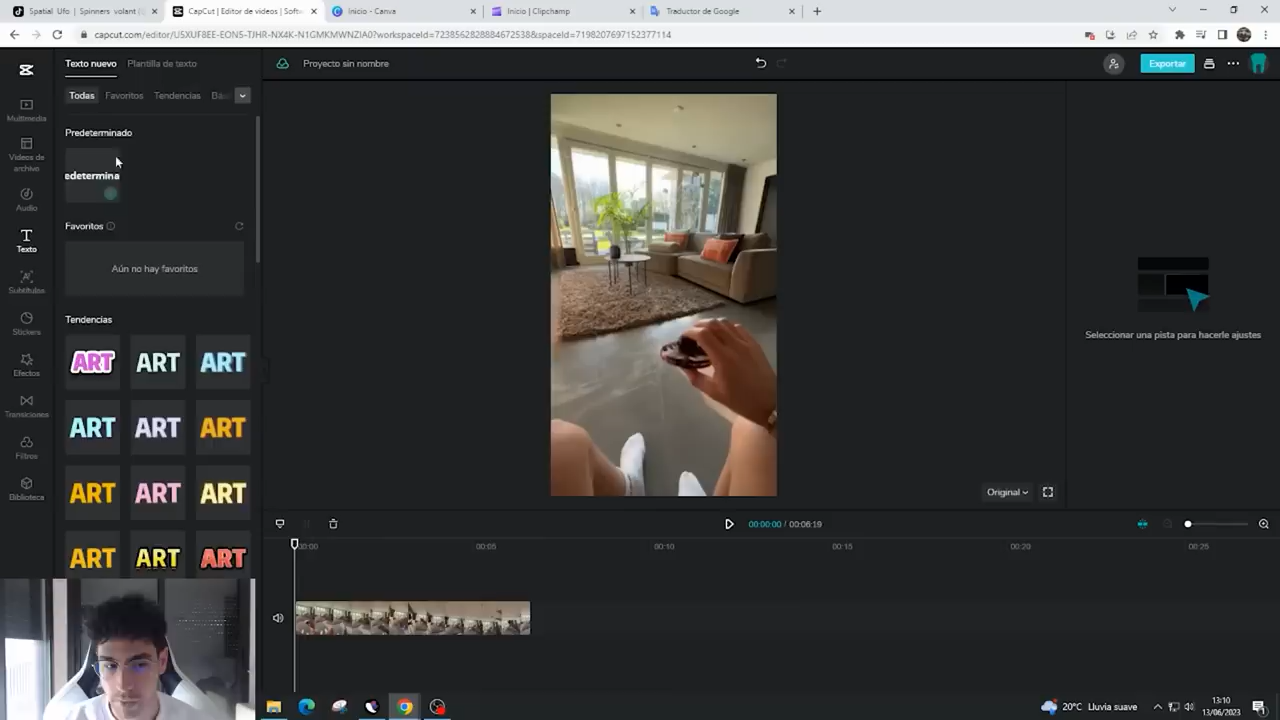 Spatial Ufo | Spinners volant
CapCut | Editor de videos | Softw
Inicio - Canva
Inicio | Clipchamp
Traductor de Google
capcut.com/editor/U5XUF8EE-EON5-TJHR-NX4K-N1GMKMWNZIA0?workspaceId=7238562828884672538&spaceId=7198207697152377114
Texto nuevo
Plantilla de texto
Proyecto sin nombre
Exportar
Todas
Favoritos
Tendencias
Multimedia
Videos de archivo
Audio
Texto
Subtítulos
Stickers
Efectos
Transiciones
Filtros
Biblioteca
Predeterminado
edetermina
Favoritos
Aún no hay favoritos
Tendencias
ART ART ART
ART ART ART
ART ART ART
ART ART ART
Seleccionar una pista para hacerle ajustes
Original
00:00:00 / 00:06:19
00:00 00:05 00:10 00:15 00:20 00:25
20°C Lluvia suave
13:10
13/06/2023